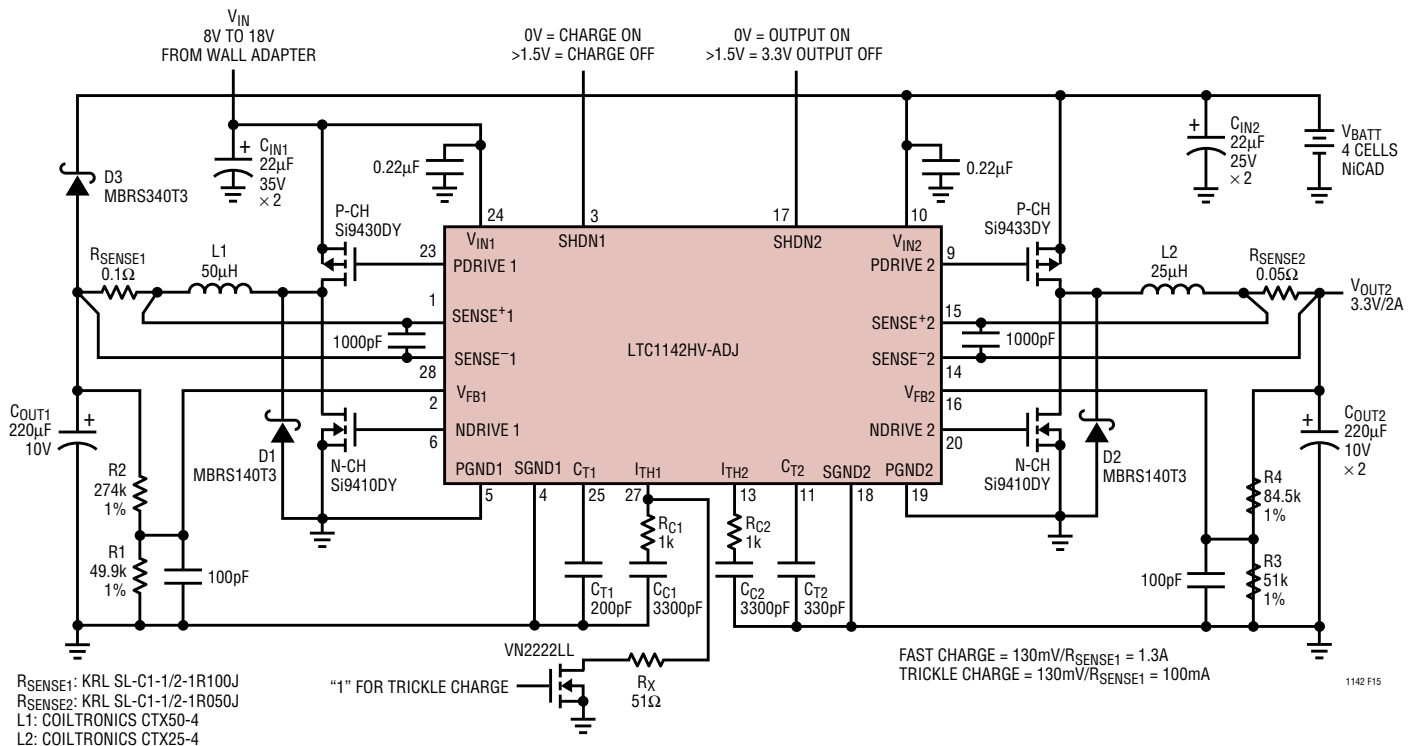 VIN
8V TO 18V
FROM WALL ADAPTER
0V = CHARGE ON
>1.5V = CHARGE OFF
0V = OUTPUT ON
>1.5V = 3.3V OUTPUT OFF
D3
MBRS340T3
+
CIN1
22µF
35V
× 2
0.22µF
0.22µF
+
CIN2
22µF
25V
× 2
VBATT
4 CELLS
NiCAD
P-CH
Si9430DY
24
3
17
10
P-CH
Si9433DY
VIN1
SHDN1
SHDN2
VIN2
RSENSE1
0.1Ω
L1
50µH
23
PDRIVE 1
PDRIVE 2
9
L2
25µH
RSENSE2
0.05Ω
VOUT2
3.3V/2A
1
SENSE+1
SENSE+2
15
1000pF
LTC1142HV-ADJ
1000pF
SENSE–1
SENSE–2
28
14
VFB1
VFB2
2
16
COUT1
220µF
10V
+
NDRIVE 1
NDRIVE 2
6
20
+
COUT2
220µF
10V
× 2
D1
MBRS140T3
N-CH
Si9410DY
PGND1
SGND1
CT1
ITH1
ITH2
CT2
SGND2
PGND2
N-CH
Si9410DY
D2
MBRS140T3
5
4
25
27
13
11
18
19
R2
274k
1%
R4
84.5k
1%
RC1
1k
RC2
1k
R1
49.9k
1%
100pF
CT1
200pF
CC1
3300pF
CC2
3300pF
CT2
330pF
100pF
R3
51k
1%
VN2222LL
“1” FOR TRICKLE CHARGE
RX
51Ω
FAST CHARGE = 130mV/RSENSE1 = 1.3A
TRICKLE CHARGE = 130mV/RSENSE1 = 100mA
1142 F15
RSENSE1: KRL SL-C1-1/2-1R100J
RSENSE2: KRL SL-C1-1/2-1R050J
L1: COILTRONICS CTX50-4
L2: COILTRONICS CTX25-4